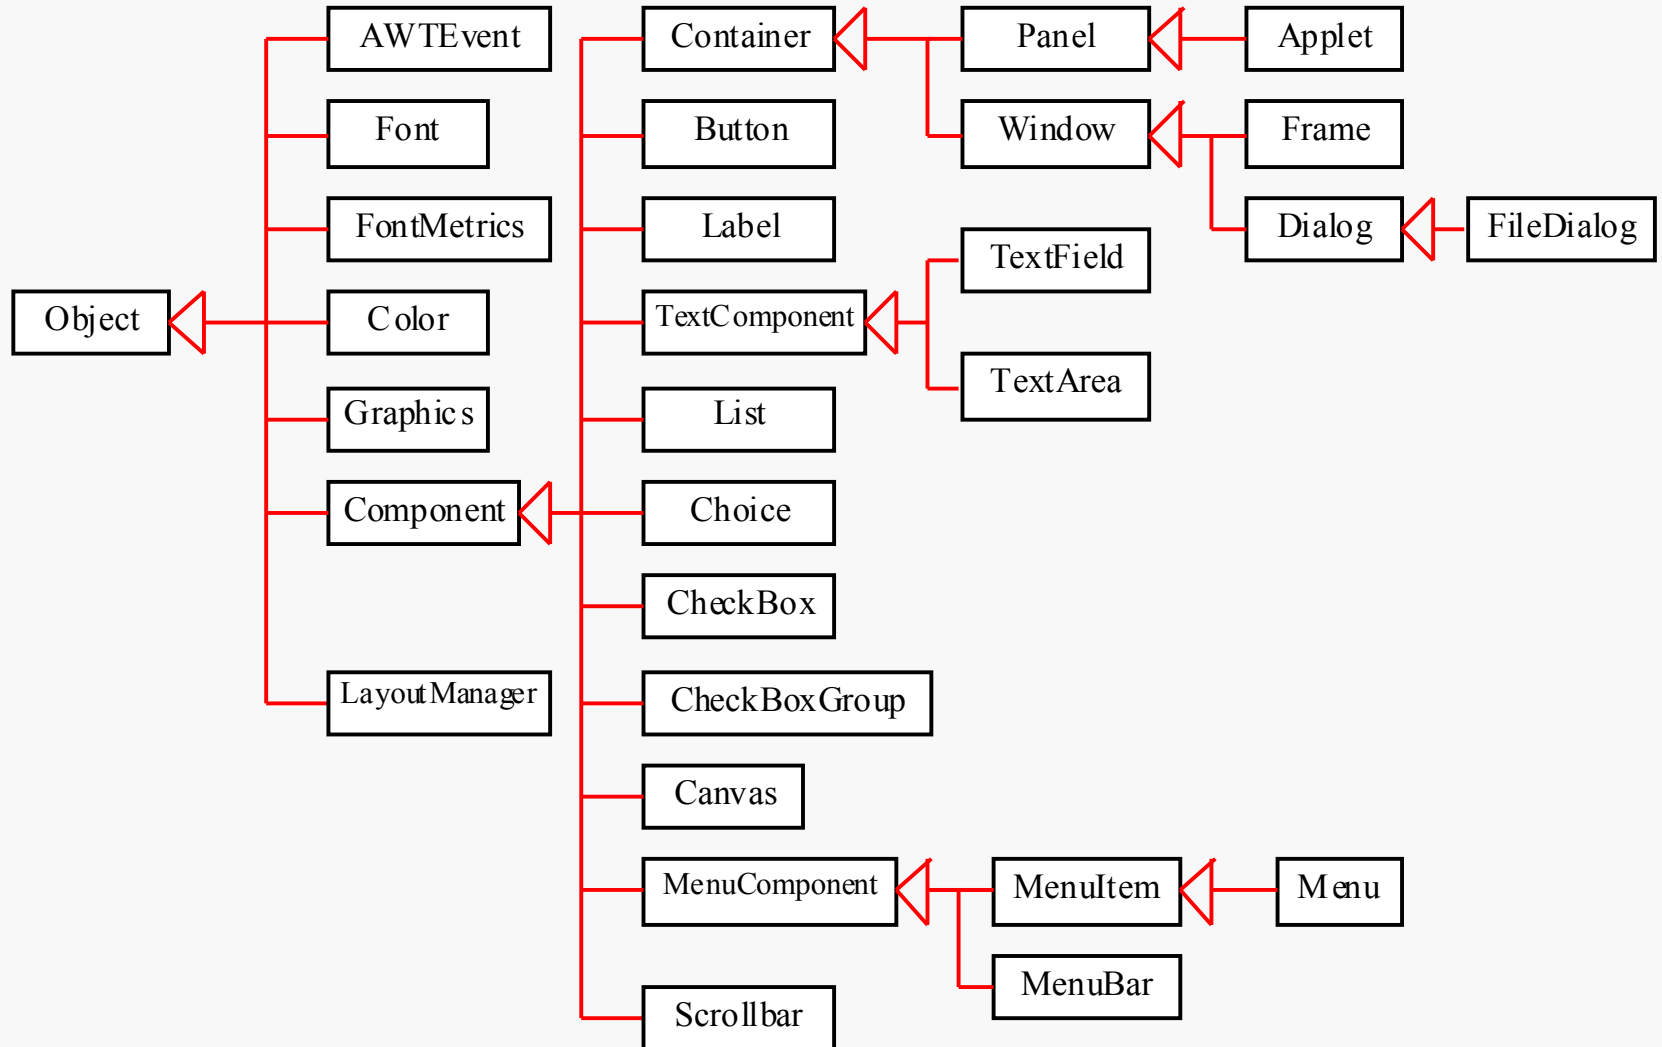 AWTEvent
Container
Panel
Applet
Font
Button
Window
Frame
FontMetrics
Label
Dialog
FileDialog
TextField
Object
Color
TextComponent
TextArea
Graphics
List
Component
Choice
CheckBox
LayoutManager
CheckBoxGroup
Canvas
MenuComponent
MenuItem
Menu
MenuBar
Scrollbar